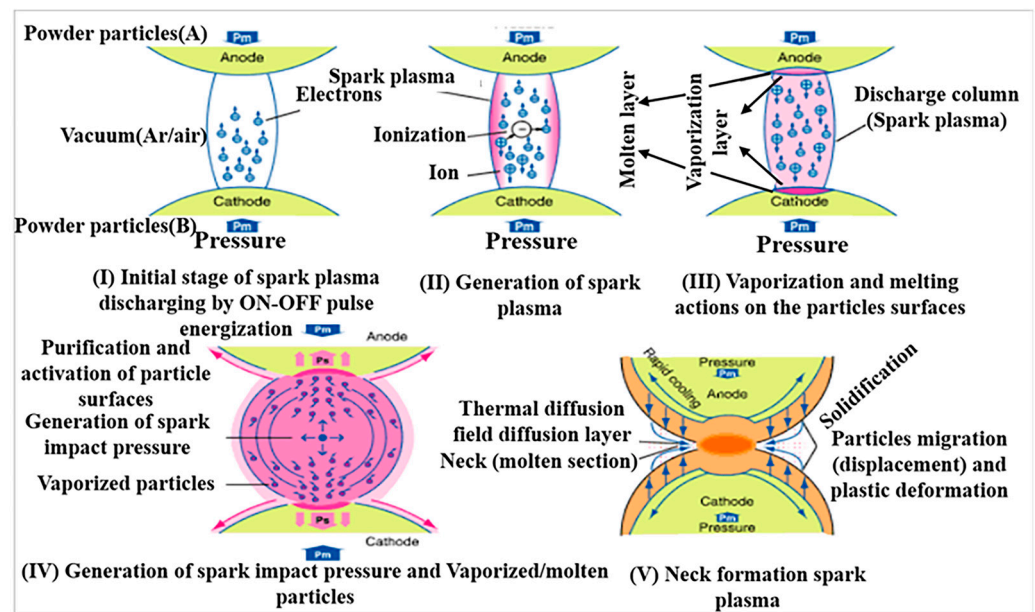 Powder particles(A)
Pm
Anode
Vacuum(Ar/air)
Electrons
Cathode
Powder particles(B)
Pm
Pressure
(I) Initial stage of spark plasma
discharging by ON-OFF pulse
energization
Pressure
Pm
Anode
Spark plasma
Ionization
Ion
Cathode
Pm
(II) Generation of spark
plasma
Pm
Anode
Molten layer
Vaporization
layer
Discharge column
(Spark plasma)
Cathode
Pm
Pressure
(III) Vaporization and melting
actions on the particles surfaces
Pm
Anode
Ps
Purification and
activation of particle
surfaces
Generation of spark
impact pressure
Vaporized particles
Ps
Cathode
Pm
(IV) Generation of spark impact pressure and Vaporized/molten
particles
Pressure
Pm
Anode
Rapid cooling
Solidification
Thermal diffusion
field diffusion layer
Neck (molten section)
Particles migration
(displacement) and
plastic deformation
Cathode
Pm
Pressure
(V) Neck formation spark
plasma